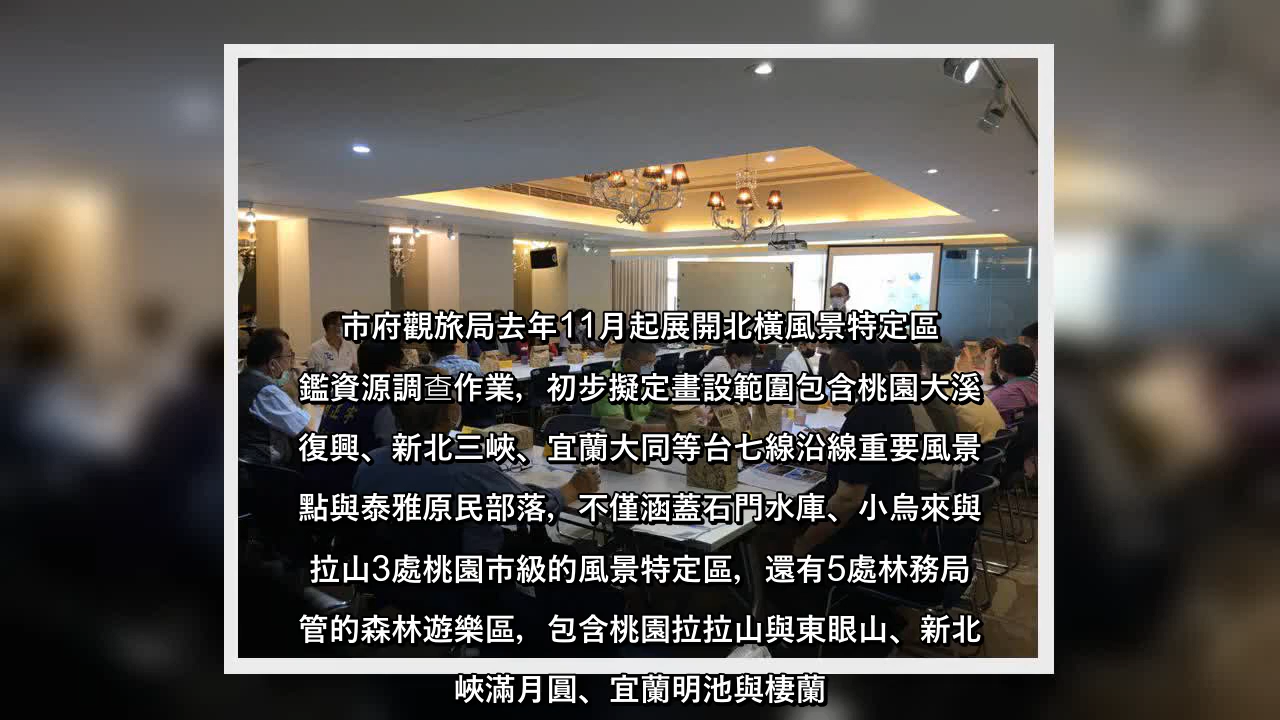 市府觀旅局去年11月起展開北橫風景特定區
鑑資源調查作業，初步擬定畫設範圍包含桃園大溪
復興、新北三峽、宜蘭大同等台七線沿線重要風景
點與泰雅原民部落，不僅涵蓋石門水庫、小烏來與
拉山3處桃園市級的風景特定區，還有5處林務局
管的森林遊樂區，包含桃園拉拉山與東眼山、新北
峽滿月圓、宜蘭明池與棲蘭